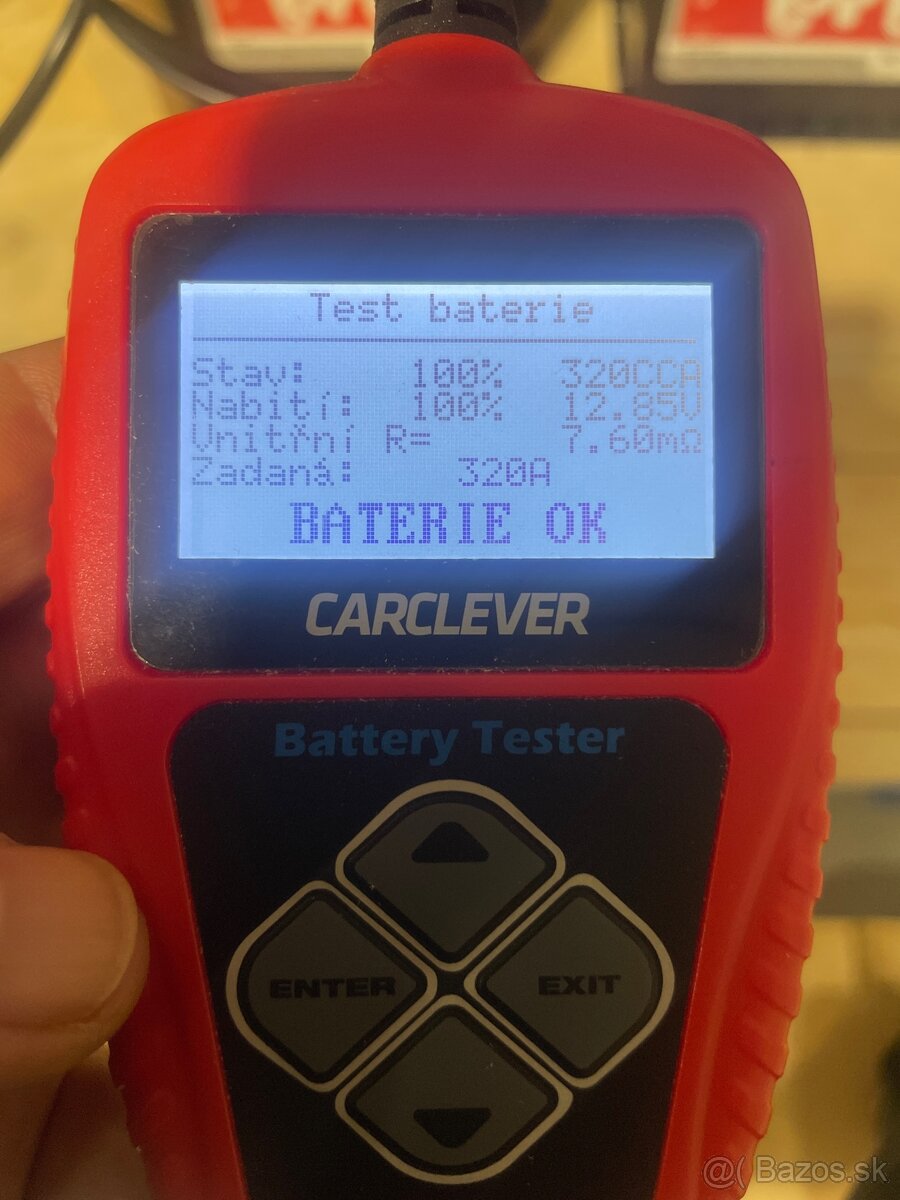 Test baterie
Stav: 100% 320CCA
Nabití: 100% 12.85V
Vnitřní R= 7.60mΩ
Zadaná: 320A
BATERIE OK
CARCLEVER
Battery Tester
ENTER
EXIT
@( Bazos.sk